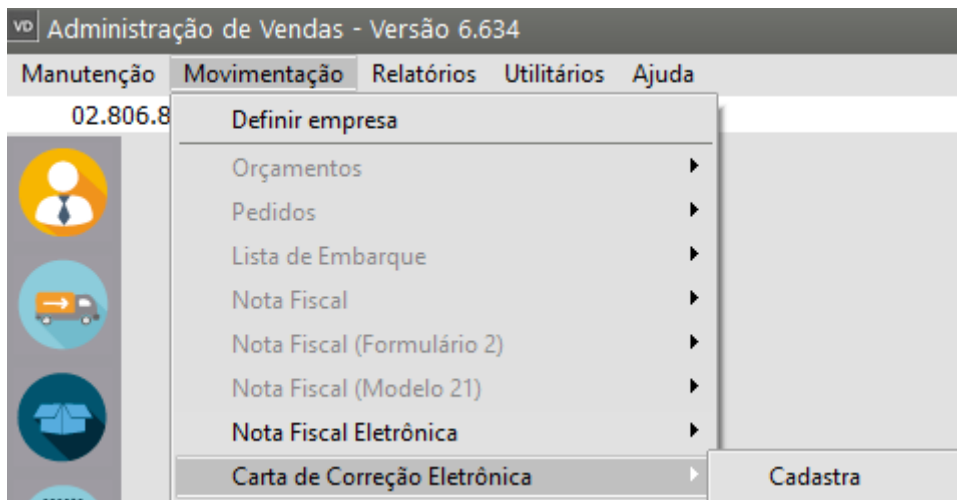 VD Administração de Vendas - Versão 6.634
Manutenção Movimentação Relatórios Utilitários Ajuda
02.806.8
Definir empresa
Orçamentos
Pedidos
Lista de Embarque
Nota Fiscal
Nota Fiscal (Formulário 2)
Nota Fiscal (Modelo 21)
Nota Fiscal Eletrônica
Carta de Correção Eletrônica Cadastra